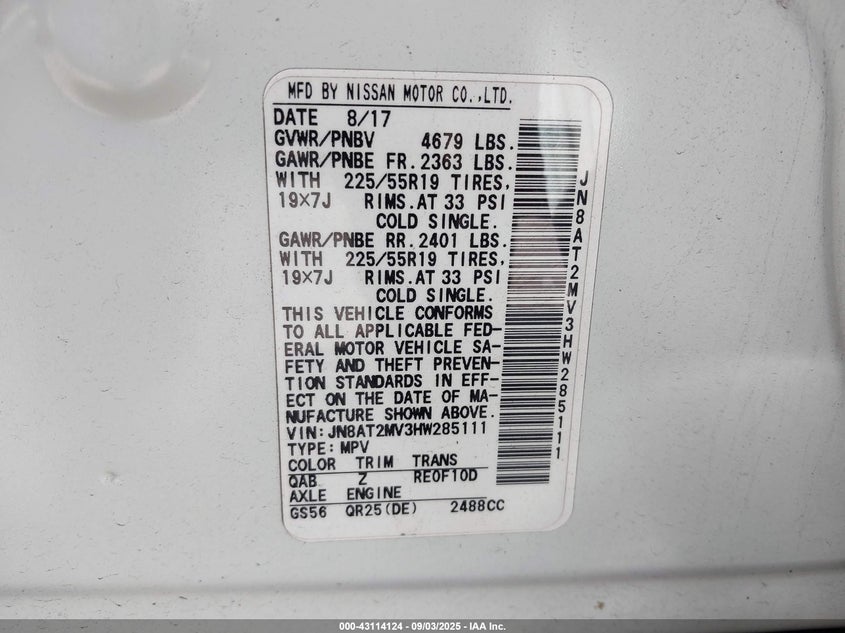 MFD BY NISSAN MOTOR CO.,LTD.
DATE 8/17
GVWR/PNBV 4679 LBS.
GAWR/PNBE FR.2363 LBS.
WITH 225/55R19 TIRES,
19×7J RIMS.AT 33 PSI
COLD SINGLE.
GAWR/PNBE RR.2401 LBS.
WITH 225/55R19 TIRES,
19×7J RIMS.AT 33 PSI
COLD SINGLE.
THIS VEHICLE CONFORMS
TO ALL APPLICABLE FED-
ERAL MOTOR VEHICLE SA-
FETY AND THEFT PREVEN-
TION STANDARDS IN EFF-
ECT ON THE DATE OF MA-
NUFACTURE SHOWN ABOVE.
VIN:JN8AT2MV3HW285111
TYPE:MPV
COLOR TRIM TRANS
QAB Z RE0F10D
AXLE ENGINE
GS56 QR25(DE) 2488CC
JN8AT2MV3HW285111
000-43114124 - 09/03/2025 - IAA Inc.